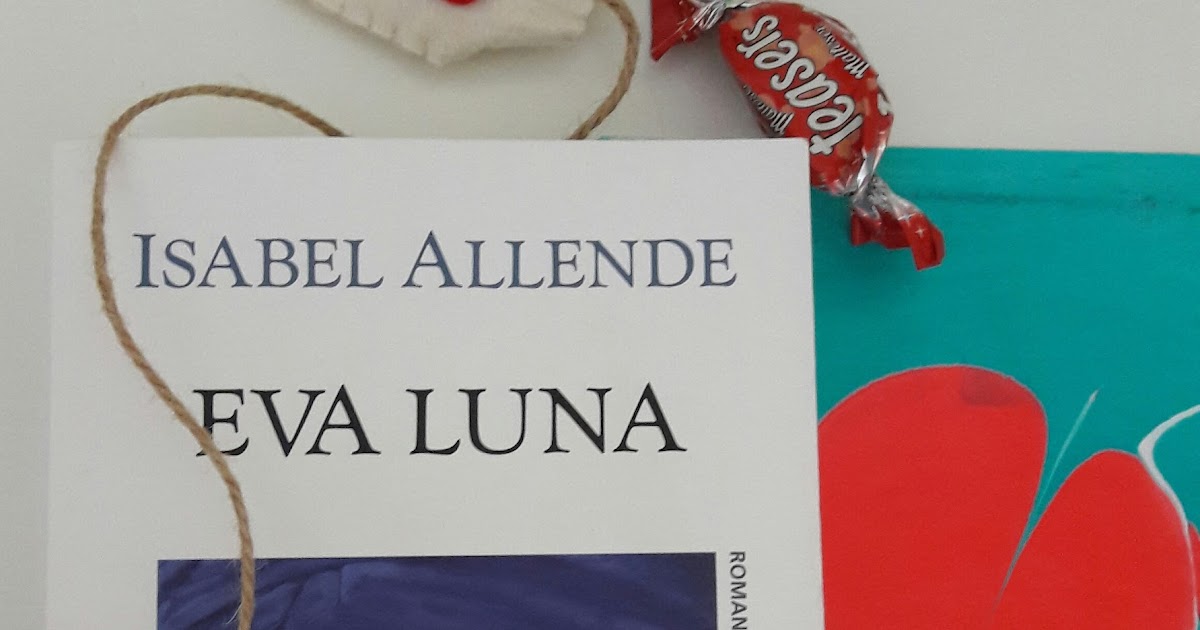 teasers
ISABEL ALLENDE
EVA LUNA
ROMAN